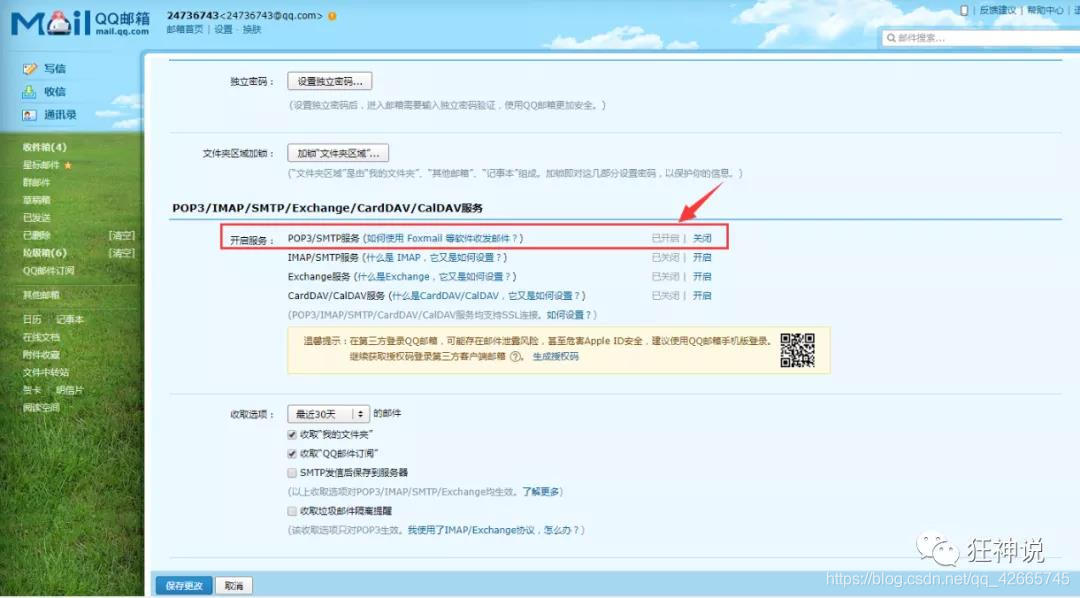 Mail QQ邮箱 mail.qq.com
24736743<24736743@qq.com>
邮箱首页 | 设置 - 换肤
反馈建议 | 帮助中心 |
邮件搜索...
写信
收信
通讯录
收件箱(4)
星标邮件
群邮件
草稿箱
已发送
已删除 [清空]
垃圾箱(6) [清空]
QQ邮件订阅
其他邮箱
日历 记事本
在线文档
附件收藏
文件中转站
贺卡 明信片
阅读空间
独立密码： 设置独立密码...
(设置独立密码后，进入邮箱需要输入独立密码验证，使用QQ邮箱更加安全。)
文件夹区域加锁： 加锁"文件夹区域"...
("文件夹区域"是由"我的文件夹"、"其他邮箱"、"记事本"组成。加锁即对这几部分设置密码，以保护你的信息。)
POP3/IMAP/SMTP/Exchange/CardDAV/CalDAV服务
开启服务： POP3/SMTP服务 (如何使用 Foxmail 等软件收发邮件？) 已开启 | 关闭
IMAP/SMTP服务 (什么是 IMAP，它又是如何设置？) 已关闭 | 开启
Exchange服务 (什么是Exchange，它又是如何设置？) 已关闭 | 开启
CardDAV/CalDAV服务 (什么是CardDAV/CalDAV，它又是如何设置？) 已关闭 | 开启
(POP3/IMAP/SMTP/CardDAV/CalDAV服务均支持SSL连接。如何设置？)
温馨提示：在第三方登录QQ邮箱，可能存在邮件泄露风险，甚至危害Apple ID安全，建议使用QQ邮箱手机版登录。
继续获取授权码登录第三方客户端邮箱 ?。 生成授权码
收取选项： 最近30天 的邮件
收取"我的文件夹"
收取"QQ邮件订阅"
SMTP发信后保存到服务器
(以上收取选项对POP3/IMAP/SMTP/Exchange均生效。了解更多)
收取垃圾邮件隔离提醒
(该收取选项只对POP3生效。我使用了IMAP/Exchange协议，怎么办？)
保存更改 取消
狂神说
https://blog.csdn.net/qq_42665745